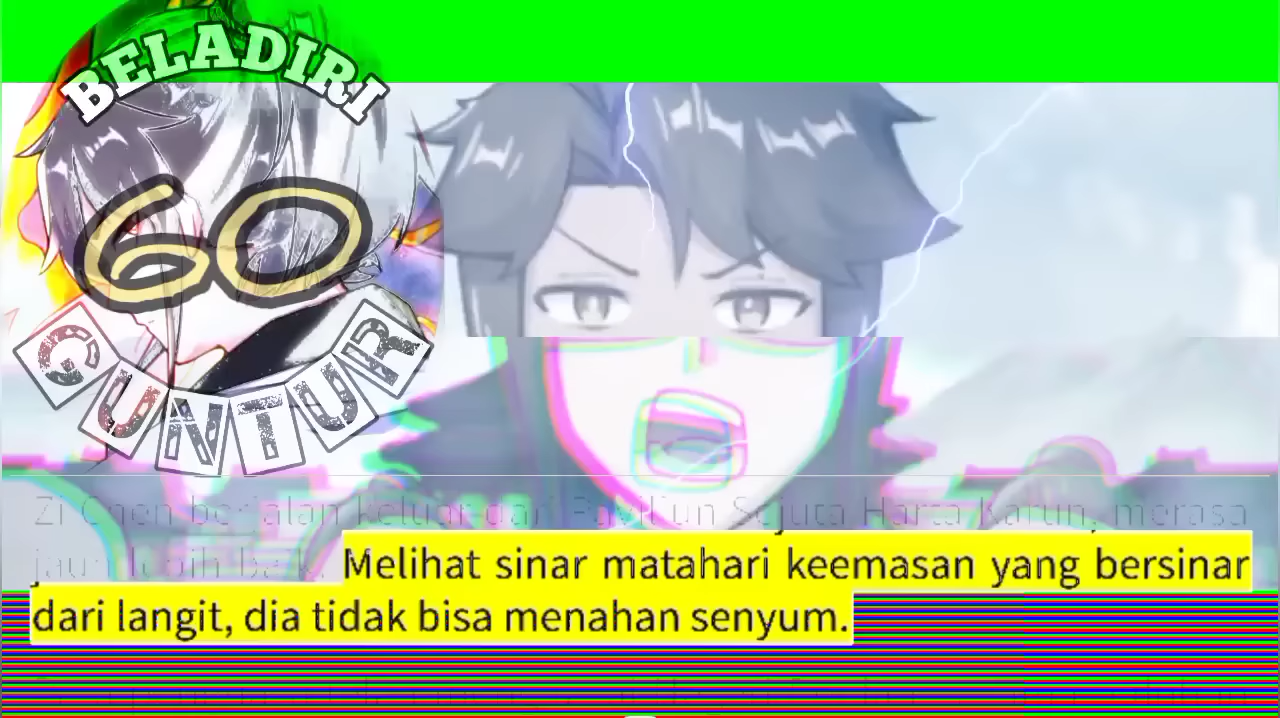 BELADIRI
60
GUNTUR
Zi Chen berjalan keluar dari Paviliun Sejuta Harta Karun, merasa
jauh lebih baik. Melihat sinar matahari keemasan yang bersinar
dari langit, dia tidak bisa menahan senyum.